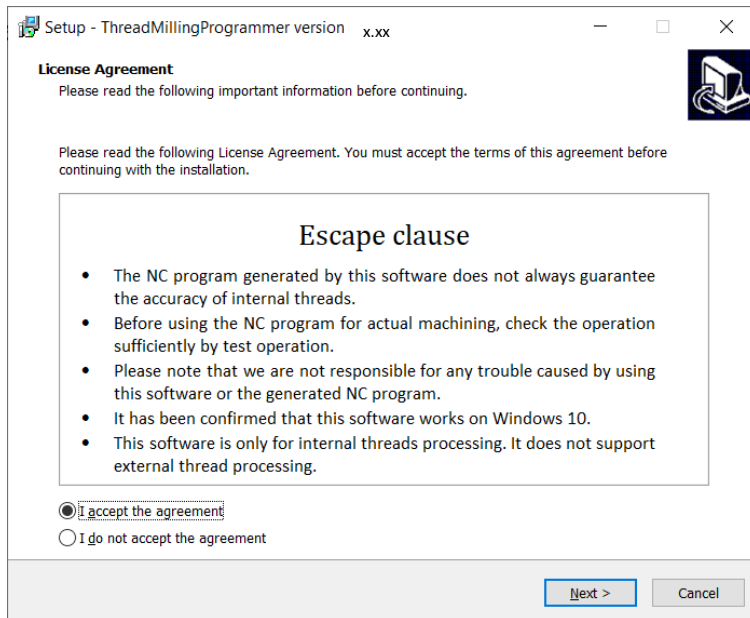 Setup - ThreadMillingProgrammer version x.xx
License Agreement
Please read the following important information before continuing.
Please read the following License Agreement. You must accept the terms of this agreement before
continuing with the installation.
Escape clause
• The NC program generated by this software does not always guarantee
the accuracy of internal threads.
• Before using the NC program for actual machining, check the operation
sufficiently by test operation.
• Please note that we are not responsible for any trouble caused by using
this software or the generated NC program.
• It has been confirmed that this software works on Windows 10.
• This software is only for internal threads processing. It does not support
external thread processing.
I accept the agreement
I do not accept the agreement
Next >
Cancel